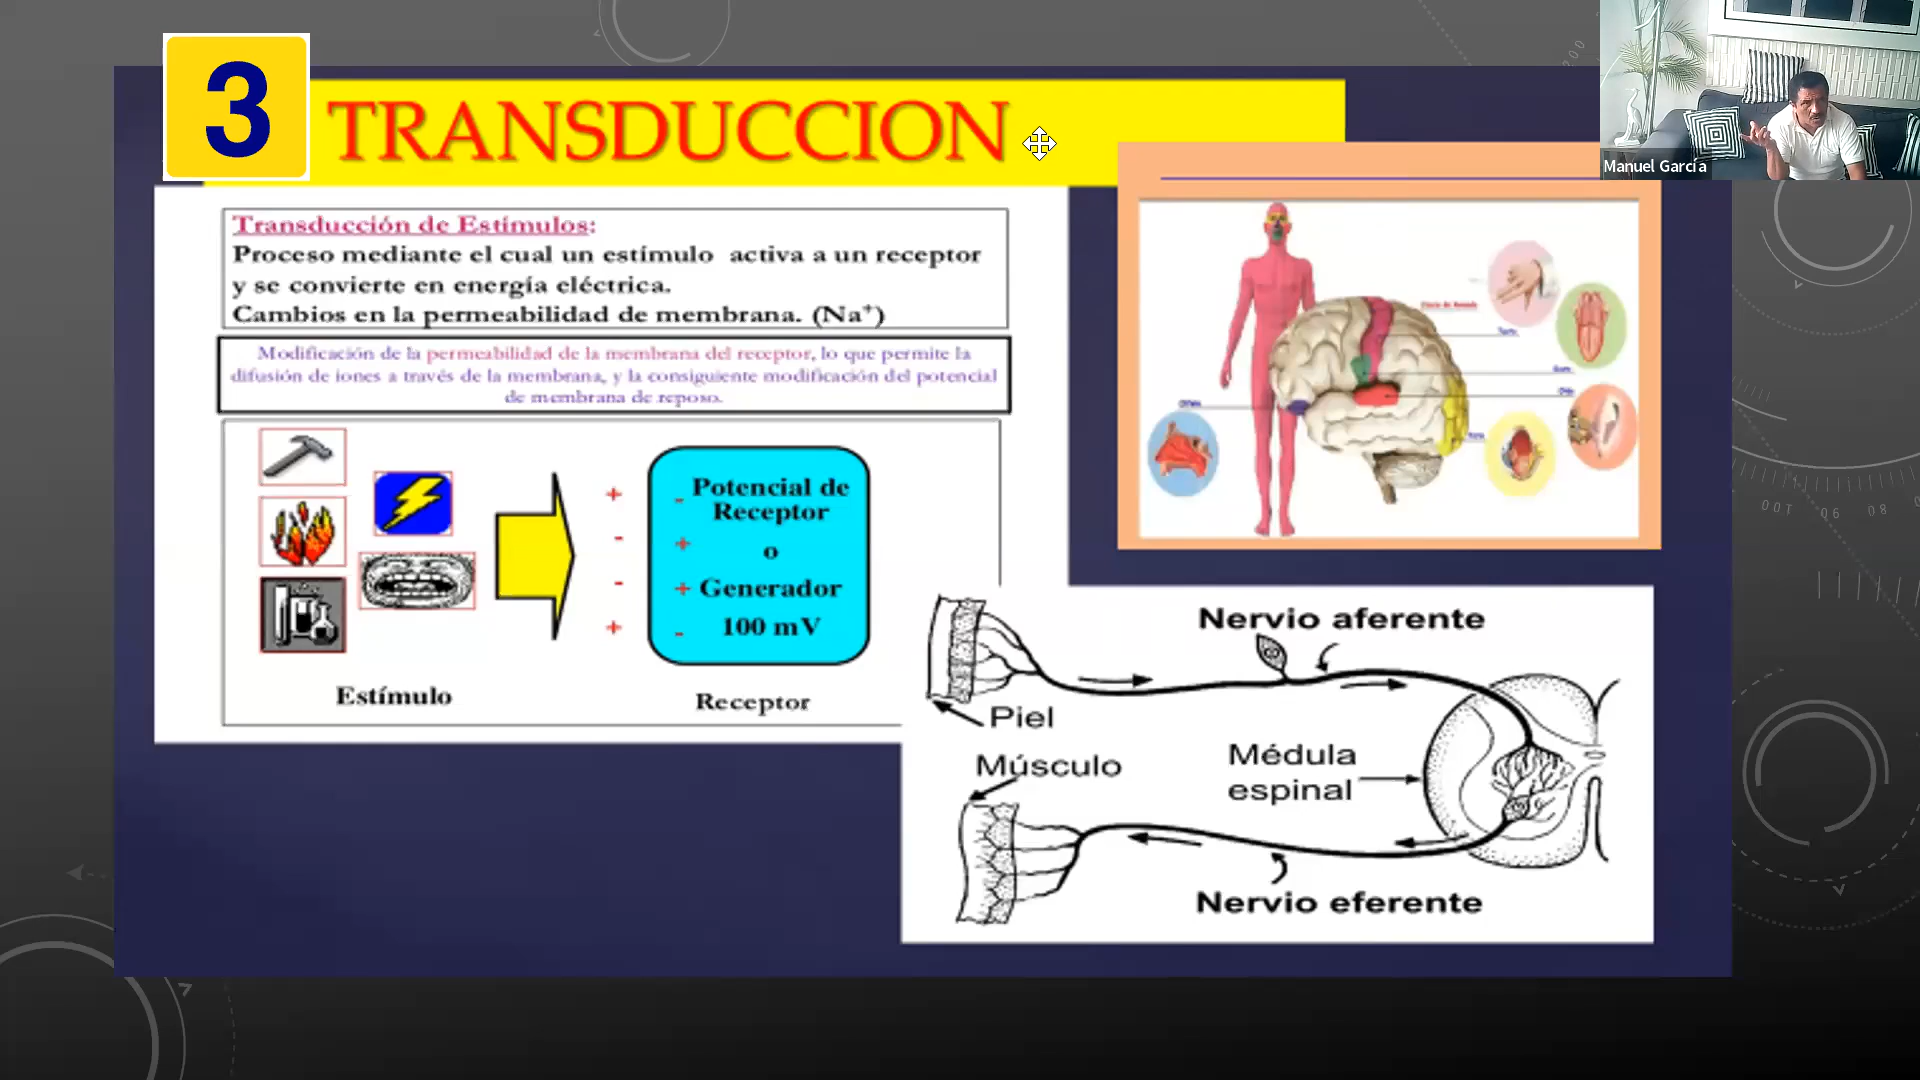 3
TRANSDUCCION
Manuel García
Transducción de Estímulos:
Proceso mediante el cual un estímulo activa a un receptor
y se convierte en energía eléctrica.
Cambios en la permeabilidad de membrana. (Na⁺)
Modificación de la permeabilidad de la membrana del receptor, lo que permite la
difusión de iones a través de la membrana, y la consiguiente modificación del potencial
de membrana de reposo.
+
-
-
+
-
+
+
-
Potencial de
Receptor
o
Generador
100 mV
Estímulo
Receptor
Nervio aferente
Piel
Músculo
Médula
espinal
Nervio eferente
100
90
80